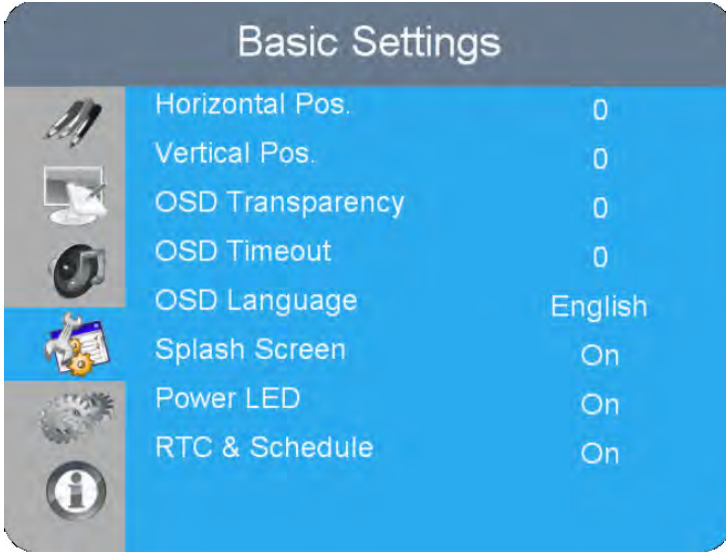 Basic Settings
Horizontal Pos. 0
Vertical Pos. 0
OSD Transparency 0
OSD Timeout 0
OSD Language English
Splash Screen On
Power LED On
RTC & Schedule On